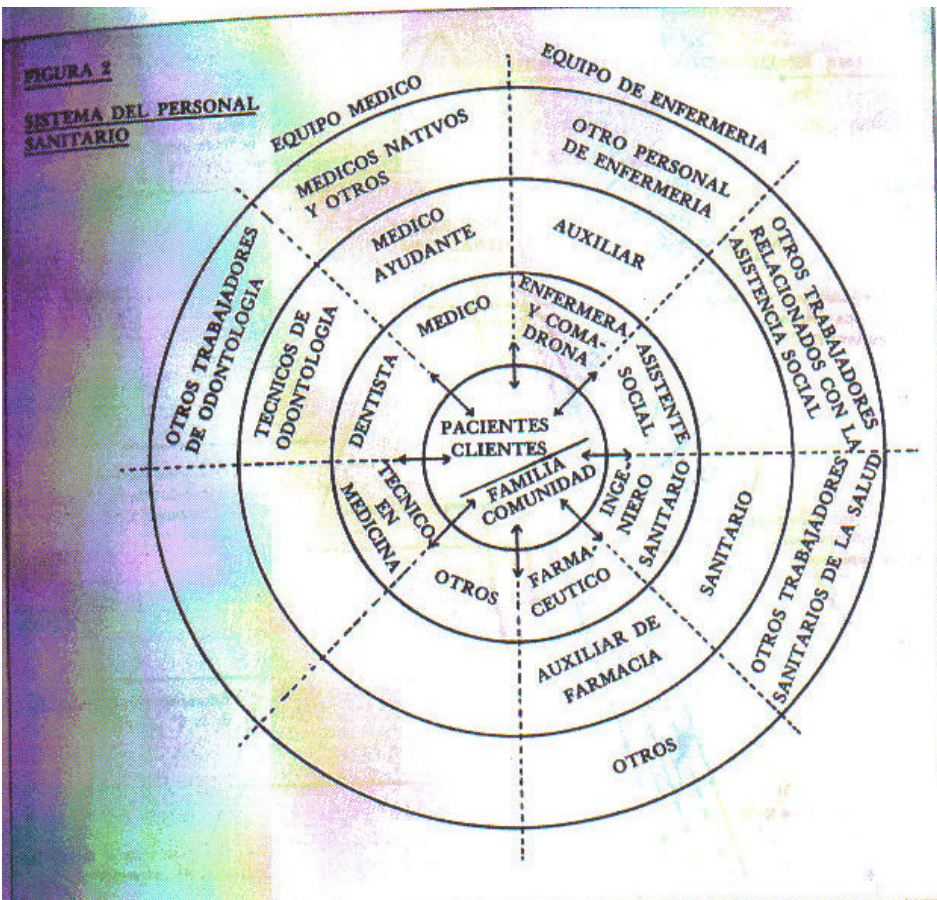 FIGURA 2
SISTEMA DEL PERSONAL
SANITARIO
EQUIPO MEDICO
EQUIPO DE ENFERMERIA
MEDICOS NATIVOS
Y OTROS
OTRO PERSONAL
DE ENFERMERIA
OTROS TRABAJADORES
RELACIONADOS CON LA
ASISTENCIA SOCIAL
OTROS TRABAJADORES
SANITARIOS DE LA SALUD
OTROS
OTROS TRABAJADORES
DE ODONTOLOGIA
MEDICO
AYUDANTE
AUXILIAR
SANITARIO
AUXILIAR DE
FARMACIA
TECNICOS DE
ODONTOLOGIA
MEDICO
ENFERMERA
Y COMA-
DRONA
ASISTENTE
SOCIAL
INGE-
NIERO
SANITARIO
FARMA-
CEUTICO
OTROS
TECNICO
EN
MEDICINA
DENTISTA
PACIENTES
CLIENTES
FAMILIA
COMUNIDAD